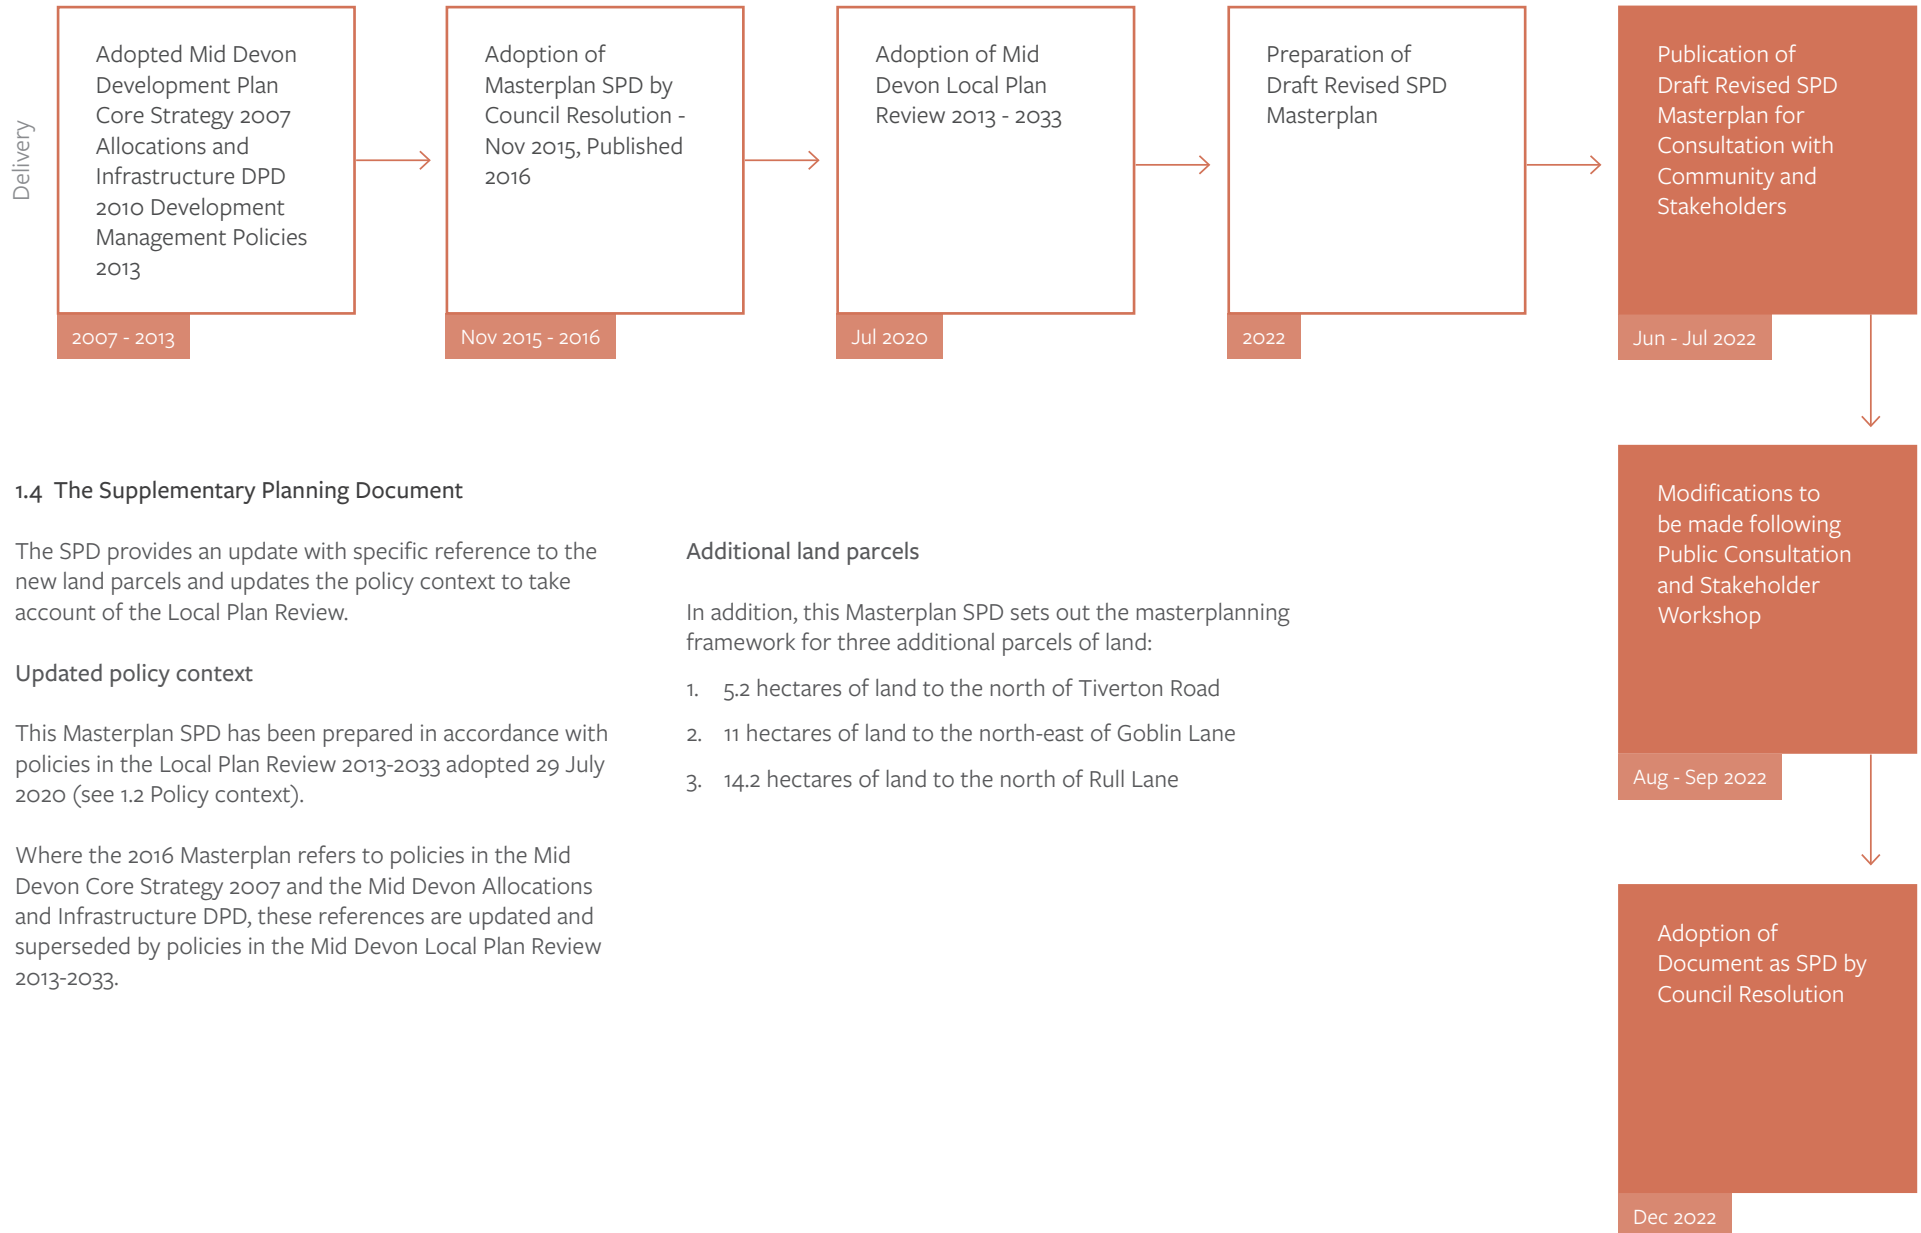 Delivery
Adopted Mid Devon
Development Plan
Core Strategy 2007
Allocations and
Infrastructure DPD
2010 Development
Management Policies
2013
2007 - 2013
Adoption of
Masterplan SPD by
Council Resolution -
Nov 2015, Published
2016
Nov 2015 - 2016
Adoption of Mid
Devon Local Plan
Review 2013 - 2033
Jul 2020
Preparation of
Draft Revised SPD
Masterplan
2022
Publication of
Draft Revised SPD
Masterplan for
Consultation with
Community and
Stakeholders
Jun - Jul 2022
Modifications to
be made following
Public Consultation
and Stakeholder
Workshop
Aug - Sep 2022
Adoption of
Document as SPD by
Council Resolution
Dec 2022
1.4 The Supplementary Planning Document
The SPD provides an update with specific reference to the
new land parcels and updates the policy context to take
account of the Local Plan Review.
Updated policy context
This Masterplan SPD has been prepared in accordance with
policies in the Local Plan Review 2013-2033 adopted 29 July
2020 (see 1.2 Policy context).
Where the 2016 Masterplan refers to policies in the Mid
Devon Core Strategy 2007 and the Mid Devon Allocations
and Infrastructure DPD, these references are updated and
superseded by policies in the Mid Devon Local Plan Review
2013-2033.
Additional land parcels
In addition, this Masterplan SPD sets out the masterplanning
framework for three additional parcels of land:
1. 5.2 hectares of land to the north of Tiverton Road
2. 11 hectares of land to the north-east of Goblin Lane
3. 14.2 hectares of land to the north of Rull Lane